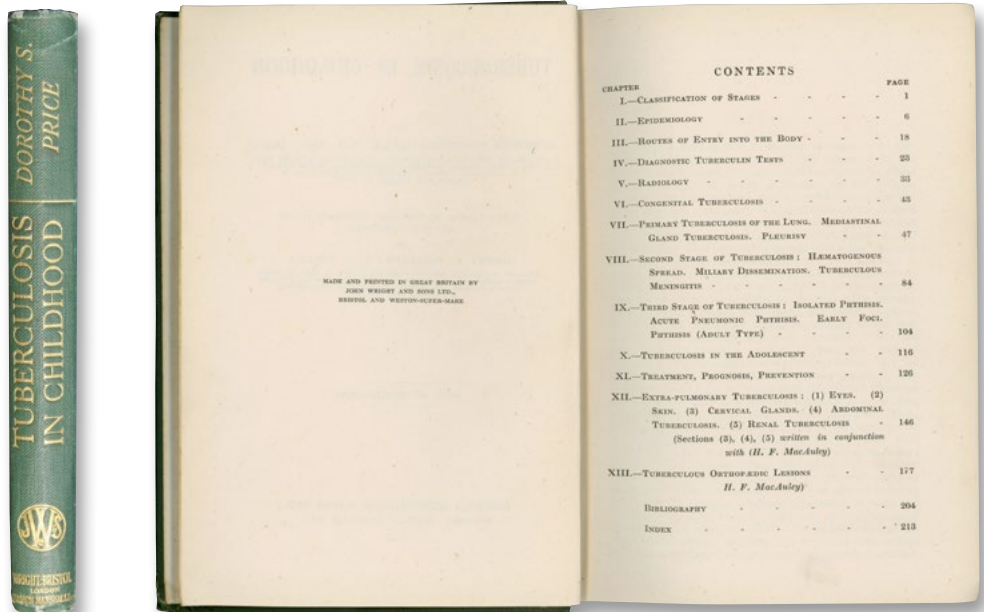 TUBERCULOSIS
IN CHILDHOOD
DOROTHY S.
PRICE
JWS
WRIGHT-BRISTOL
LONDON
MADE AND PRINTED IN GREAT BRITAIN BY
JOHN WRIGHT AND SONS LTD.,
BRISTOL AND WESTON-SUPER-MARE
CONTENTS
CHAPTER PAGE
I.—CLASSIFICATION OF STAGES - - - - 1
II.—EPIDEMIOLOGY - - - - 6
III.—ROUTES OF ENTRY INTO THE BODY - - - 18
IV.—DIAGNOSTIC TUBERCULIN TESTS - - - 23
V.—RADIOLOGY - - - - - 33
VI.—CONGENITAL TUBERCULOSIS - - - - 43
VII.—PRIMARY TUBERCULOSIS OF THE LUNG. MEDIASTINAL
GLAND TUBERCULOSIS. PLEURISY - - 47
VIII.—SECOND STAGE OF TUBERCULOSIS: HÆMATOGENOUS
SPREAD. MILIARY DISSEMINATION. TUBERCULOUS
MENINGITIS - - - - - 84
IX.—THIRD STAGE OF TUBERCULOSIS: ISOLATED PHTHISIS.
ACUTE PNEUMONIC PHTHISIS. EARLY FOCI.
PHTHISIS (ADULT TYPE) - - - - 104
X.—TUBERCULOSIS IN THE ADOLESCENT - - 116
XI.—TREATMENT, PROGNOSIS, PREVENTION - - 126
XII.—EXTRA-PULMONARY TUBERCULOSIS: (1) EYES. (2)
SKIN. (3) CERVICAL GLANDS. (4) ABDOMINAL
TUBERCULOSIS. (5) RENAL TUBERCULOSIS - 146
(Sections (3), (4), (5) written in conjunction
with (H. F. MacAuley)
XIII.—TUBERCULOUS ORTHOPÆDIC LESIONS - - 177
H. F. MacAuley)
BIBLIOGRAPHY - - - - - 204
INDEX - - - - - 213